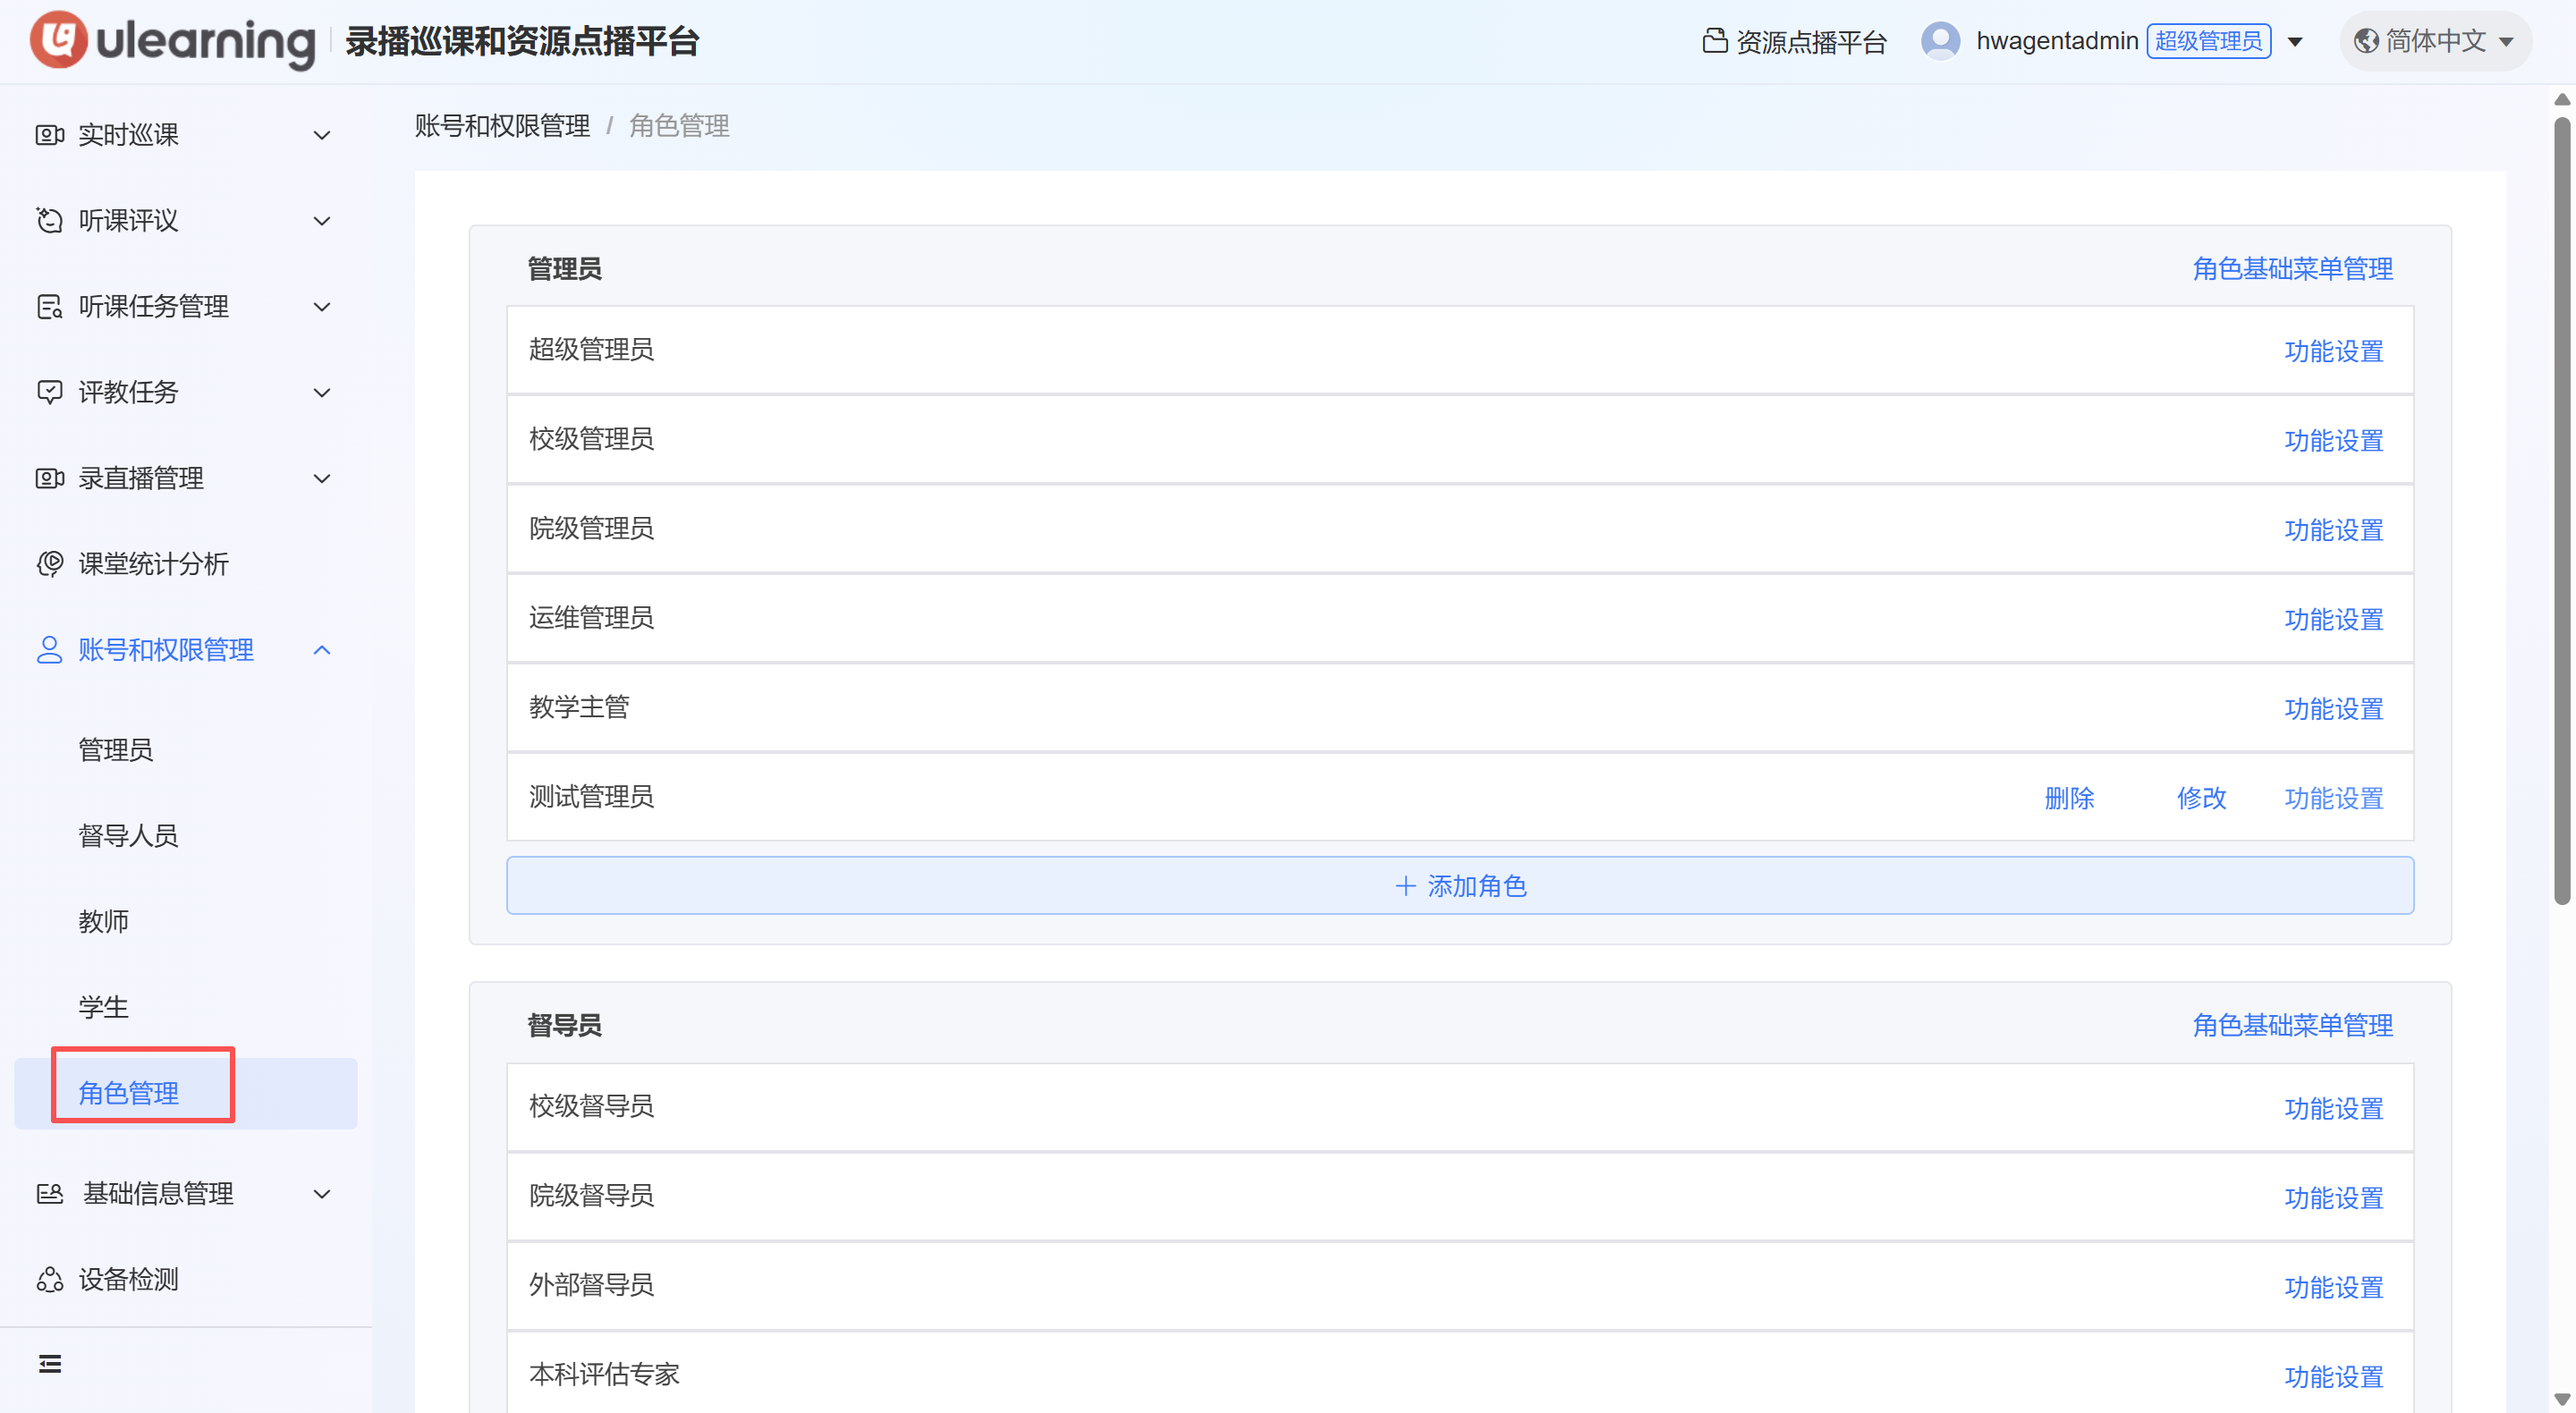 ulearning 录播巡课和资源点播平台
资源点播平台 hwagentadmin 超级管理员 简体中文
实时巡课
听课评议
听课任务管理
评教任务
录直播管理
课堂统计分析
账号和权限管理
管理员
督导人员
教师
学生
角色管理
基础信息管理
设备检测
账号和权限管理 / 角色管理
管理员 角色基础菜单管理
超级管理员 功能设置
校级管理员 功能设置
院级管理员 功能设置
运维管理员 功能设置
教学主管 功能设置
测试管理员 删除 修改 功能设置
+ 添加角色
督导员 角色基础菜单管理
校级督导员 功能设置
院级督导员 功能设置
外部督导员 功能设置
本科评估专家 功能设置